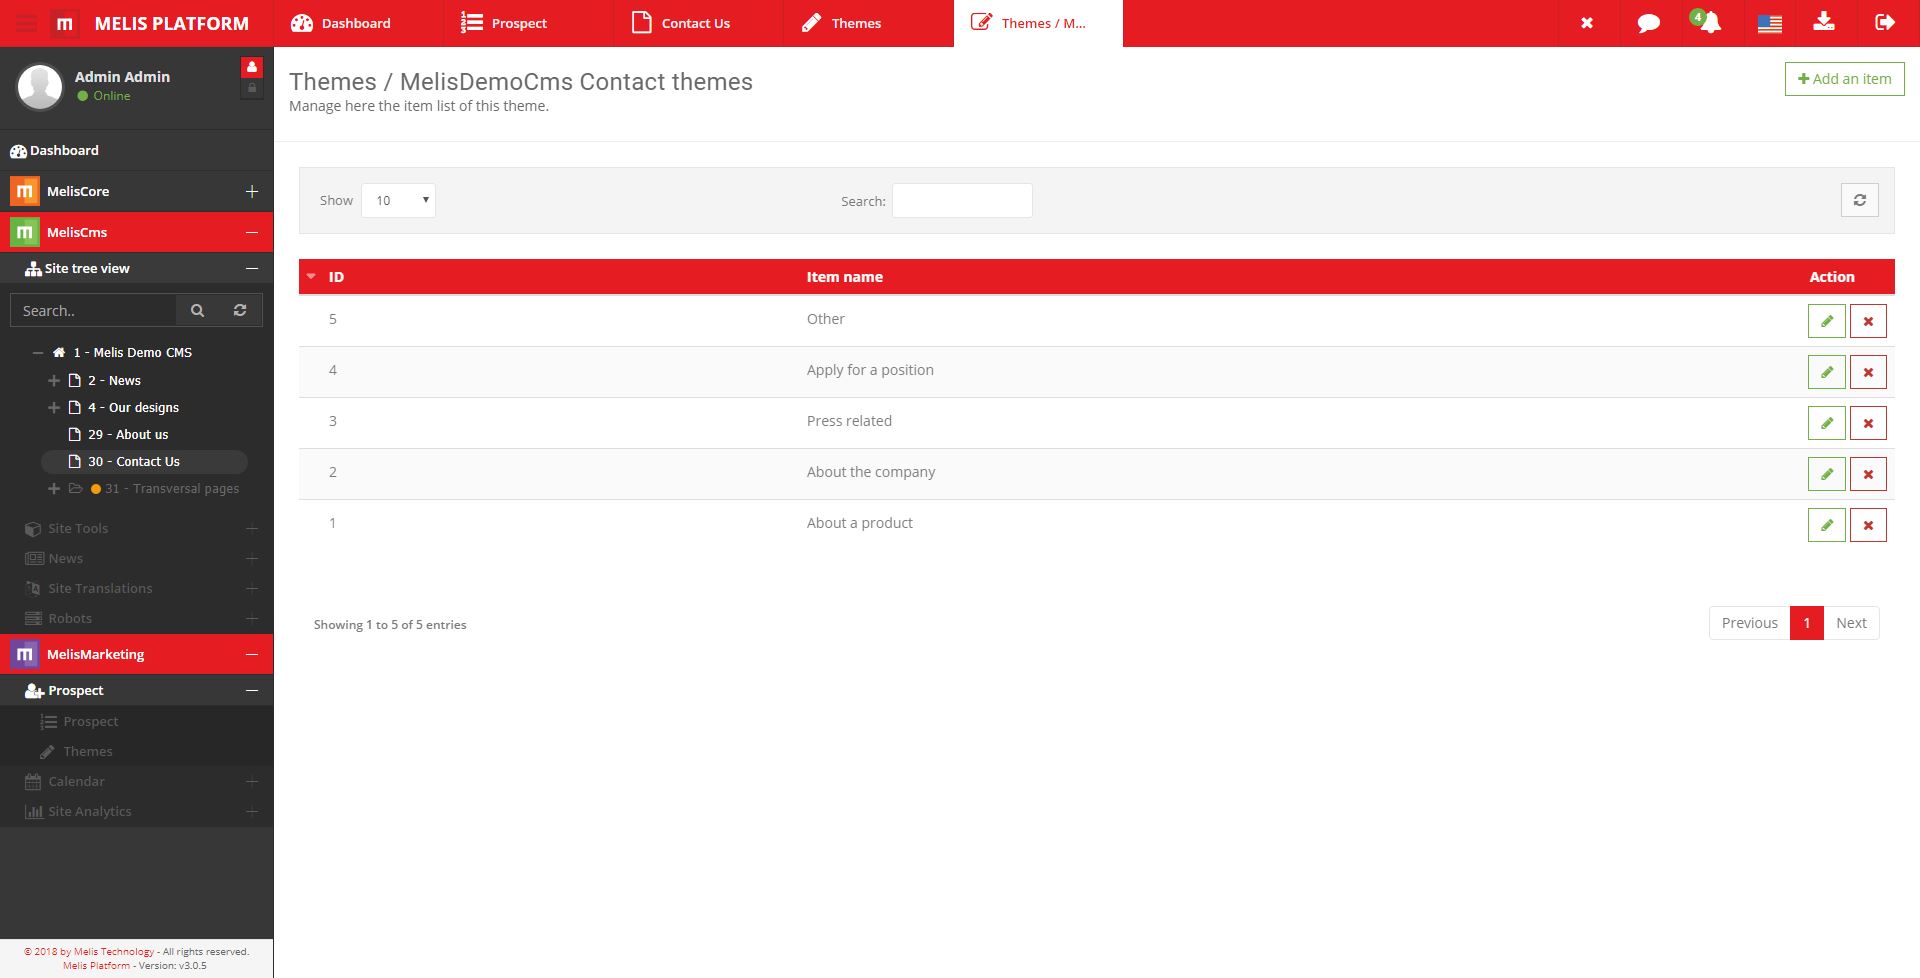 MELIS PLATFORM
Dashboard
Prospect
Contact Us
Themes
Themes / M...
4
Admin Admin
Online
Dashboard
MelisCore
MelisCms
Site tree view
Search..
1 - Melis Demo CMS
2 - News
4 - Our designs
29 - About us
30 - Contact Us
31 - Transversal pages
Site Tools
News
Site Translations
Robots
MelisMarketing
Prospect
Prospect
Themes
Calendar
Site Analytics
© 2018 by Melis Technology - All rights reserved.
Melis Platform - Version: v3.0.5
Themes / MelisDemoCms Contact themes
Manage here the item list of this theme.
Add an item
Show 10 Search:
ID Item name Action
5 Other
4 Apply for a position
3 Press related
2 About the company
1 About a product
Showing 1 to 5 of 5 entries
Previous 1 Next